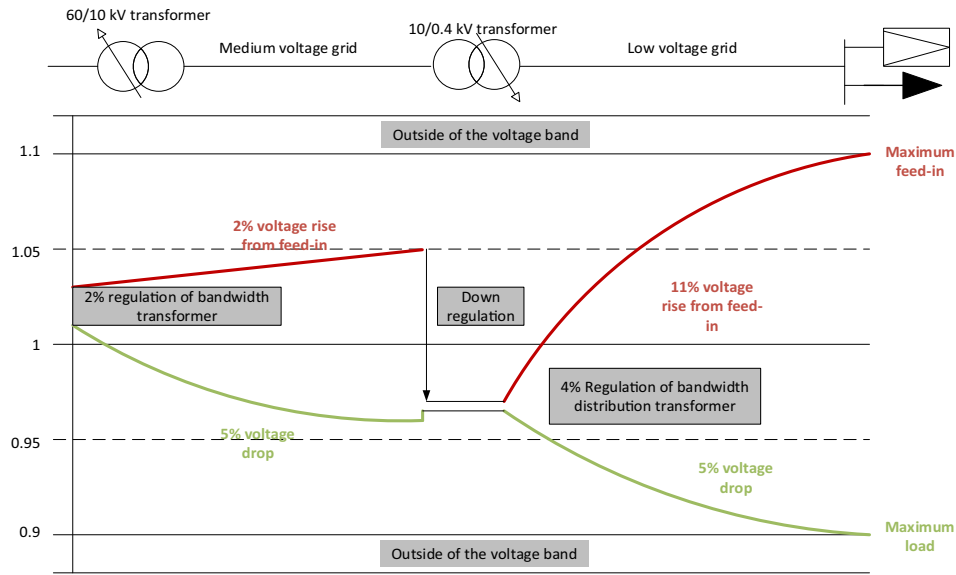 60/10 kV transformer
Medium voltage grid
10/0.4 kV transformer
Low voltage grid
Outside of the voltage band
1.1
Maximum
feed-in
2% voltage rise
from feed-in
1.05
2% regulation of bandwidth
transformer
Down
regulation
11% voltage
rise from feed-
in
1
4% Regulation of bandwidth
distribution transformer
0.95
5% voltage
drop
5% voltage
drop
0.9
Maximum
load
Outside of the voltage band